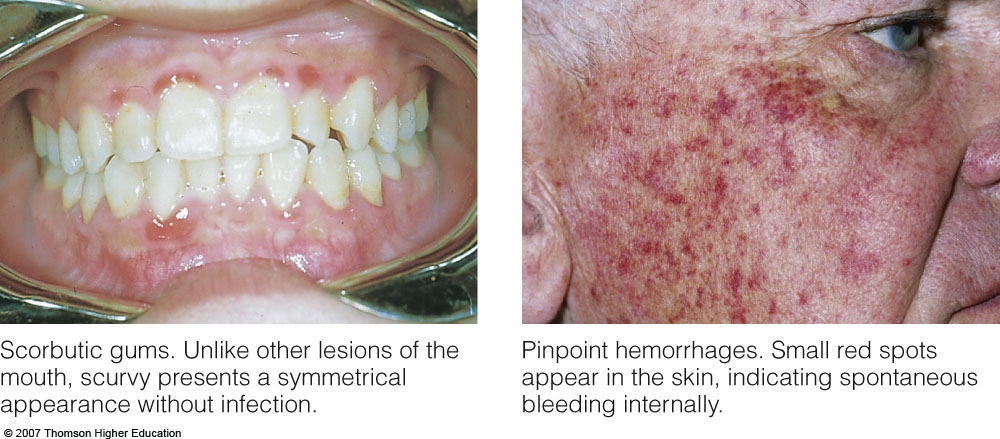 Scorbutic gums. Unlike other lesions of the
mouth, scurvy presents a symmetrical
appearance without infection.
© 2007 Thomson Higher Education
Pinpoint hemorrhages. Small red spots
appear in the skin, indicating spontaneous
bleeding internally.